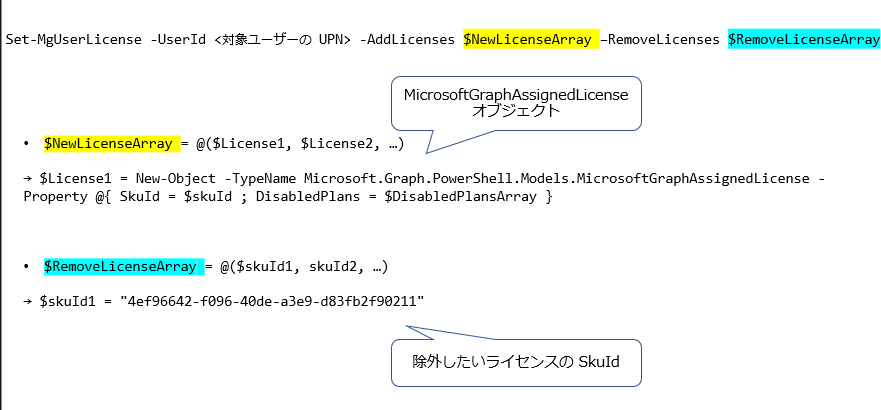 Set-MgUserLicense -UserId <対象ユーザーの UPN> -AddLicenses $NewLicenseArray –RemoveLicenses $RemoveLicenseArray
MicrosoftGraphAssignedLicense
オブジェクト
• $NewLicenseArray = @($License1, $License2, …)
→ $License1 = New-Object -TypeName Microsoft.Graph.PowerShell.Models.MicrosoftGraphAssignedLicense -
Property @{ SkuId = $skuId ; DisabledPlans = $DisabledPlansArray }
• $RemoveLicenseArray = @($skuId1, skuId2, …)
→ $skuId1 = "4ef96642-f096-40de-a3e9-d83fb2f90211"
除外したいライセンスの SkuId